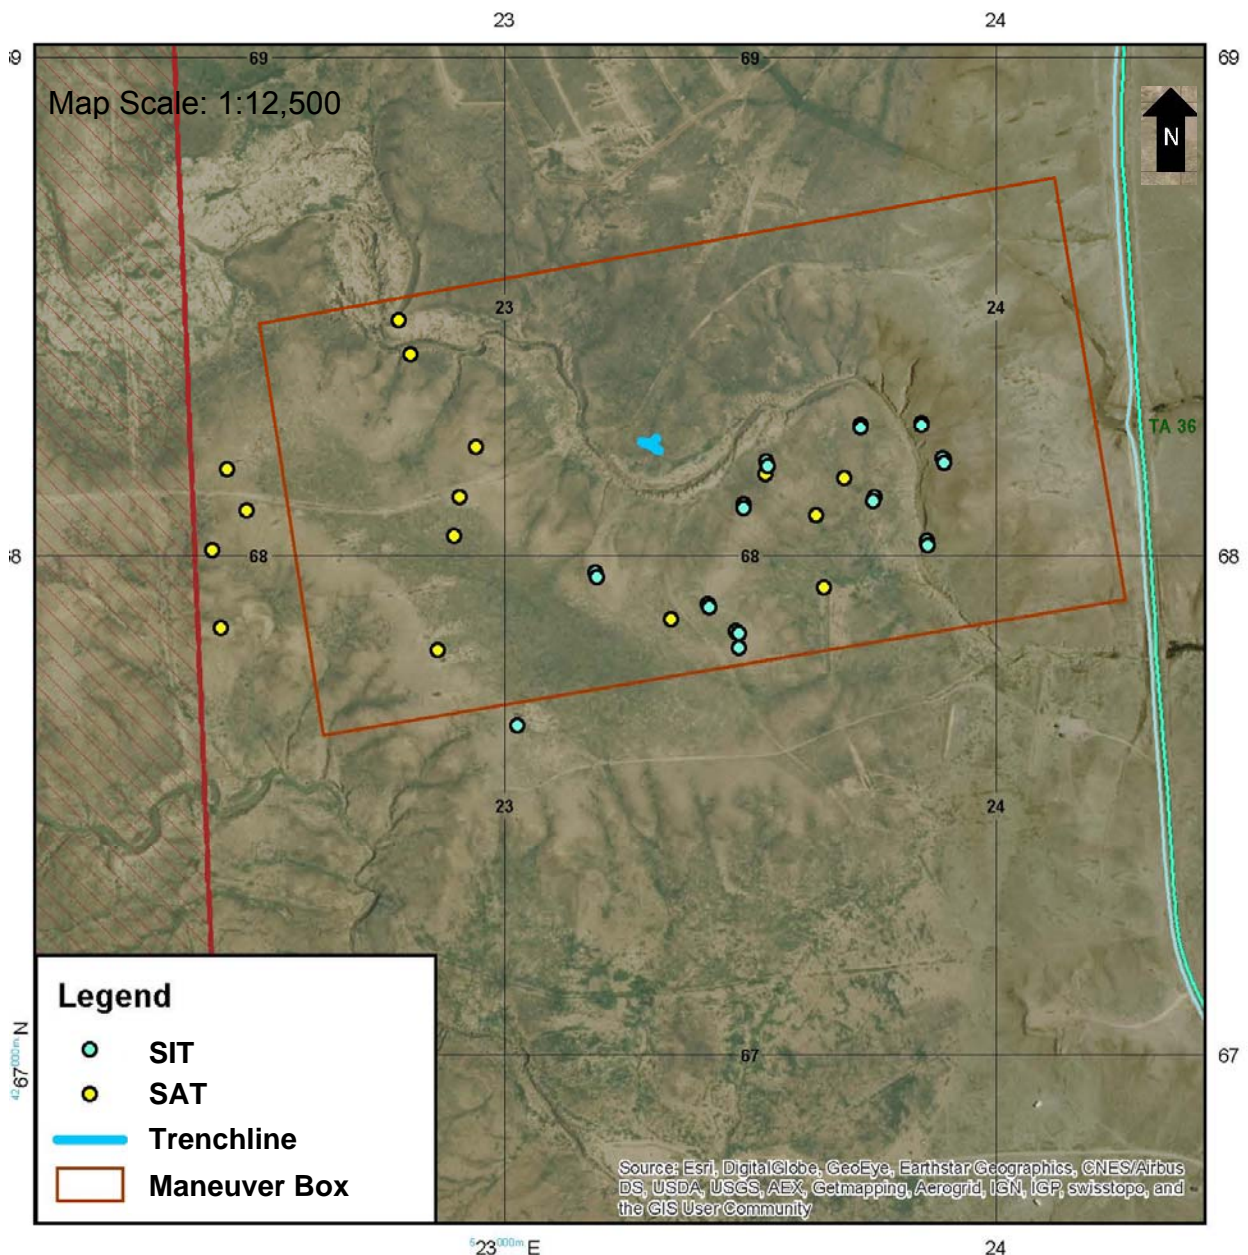 23 24
69 69 69
Map Scale: 1:12,500
N
23 24
TA 36
68 68 68
23 24
Legend
SIT
SAT
Trenchline
Maneuver Box
67 67
4267000m N
Source: Esri, DigitalGlobe, GeoEye, Earthstar Geographics, CNES/Airbus
DS, USDA, USGS, AEX, Getmapping, Aerogrid, IGN, IGP, swisstopo, and
the GIS User Community
523000m E 24